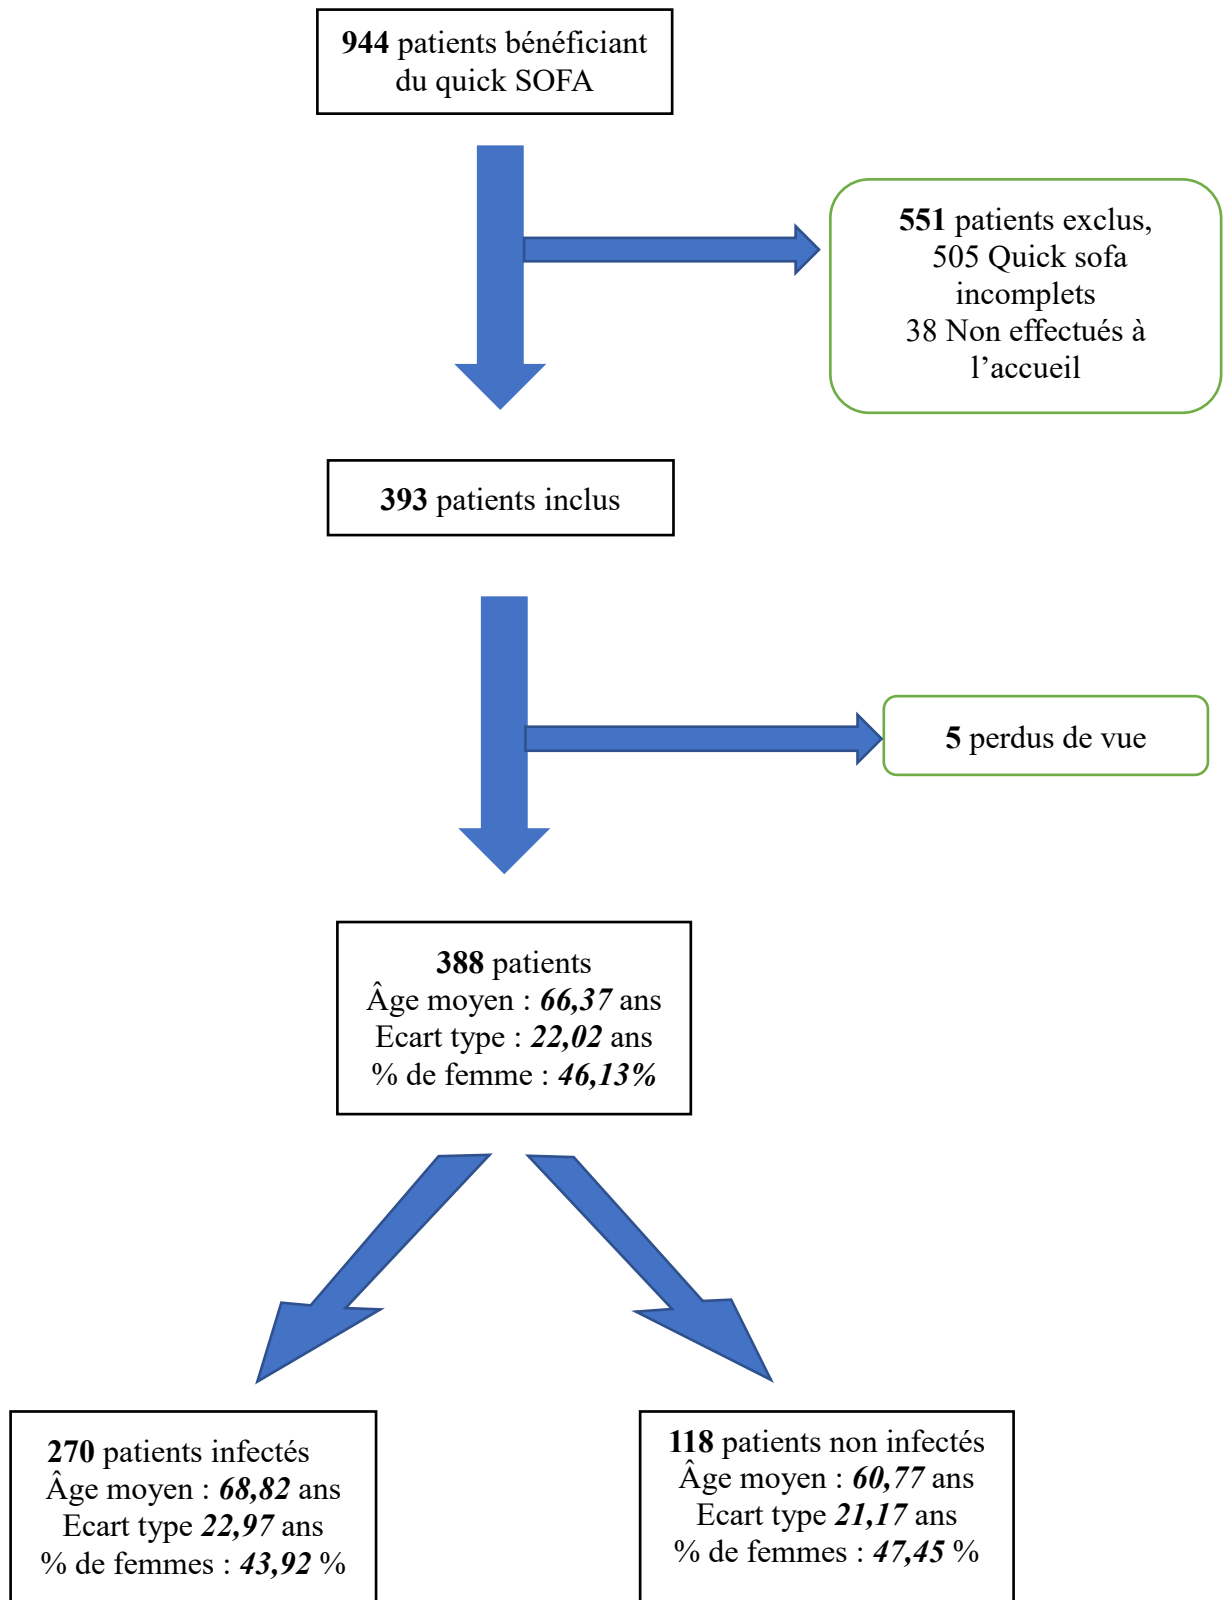 944 patients bénéficiant
du quick SOFA
551 patients exclus,
505 Quick sofa
incomplets
38 Non effectués à
l’accueil
393 patients inclus
5 perdus de vue
388 patients
Âge moyen : 66,37 ans
Ecart type : 22,02 ans
% de femme : 46,13%
270 patients infectés
Âge moyen : 68,82 ans
Ecart type 22,97 ans
% de femmes : 43,92 %
118 patients non infectés
Âge moyen : 60,77 ans
Ecart type 21,17 ans
% de femmes : 47,45 %